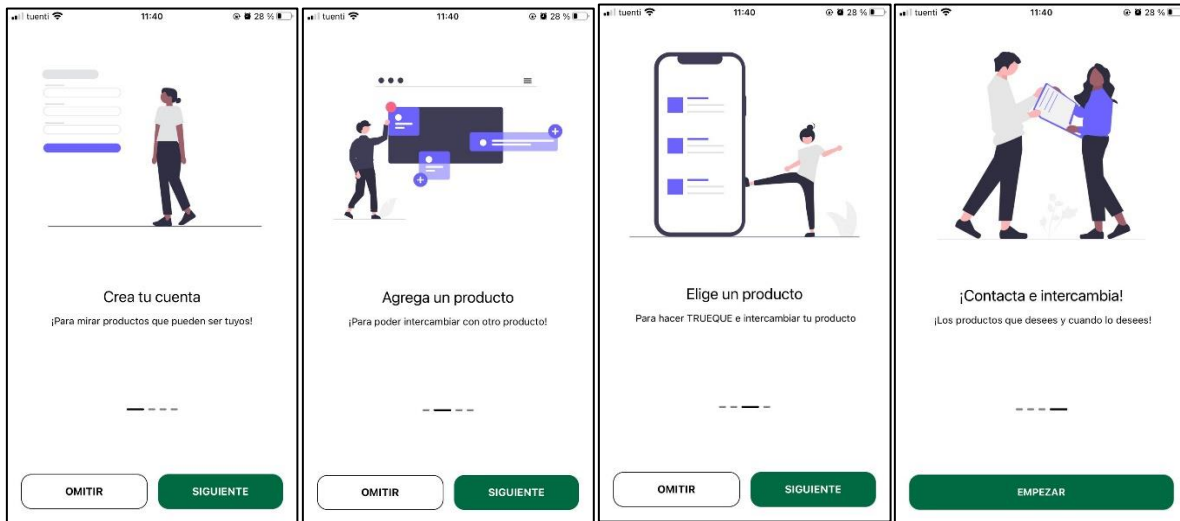 tuenti 11:40 28 %
Crea tu cuenta
¡Para mirar productos que pueden ser tuyos!
OMITIR SIGUIENTE
tuenti 11:40 28 %
Agrega un producto
¡Para poder intercambiar con otro producto!
OMITIR SIGUIENTE
tuenti 11:40 28 %
Elige un producto
Para hacer TRUEQUE e intercambiar tu producto
OMITIR SIGUIENTE
tuenti 11:40 28 %
¡Contacta e intercambia!
¡Los productos que desees y cuando lo desees!
EMPEZAR